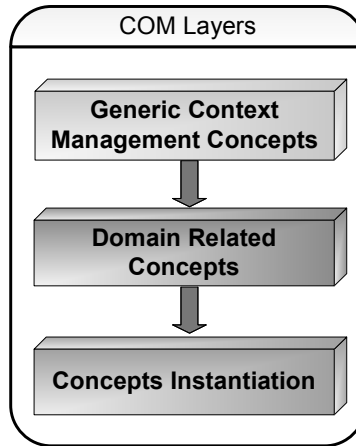 COM Layers
Generic Context
Management Concepts
Domain Related
Concepts
Concepts Instantiation